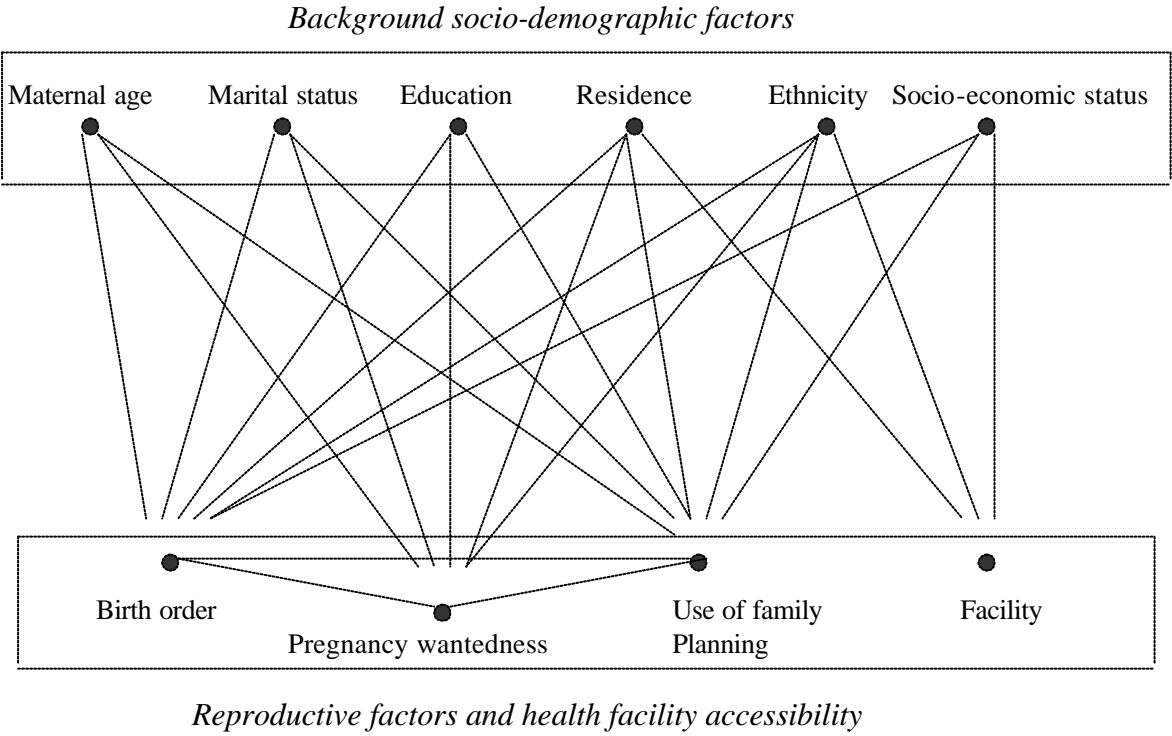 Background socio-demographic factors
Maternal age Marital status Education Residence Ethnicity Socio-economic status
Birth order Use of family Facility
Pregnancy wantedness Planning
Reproductive factors and health facility accessibility